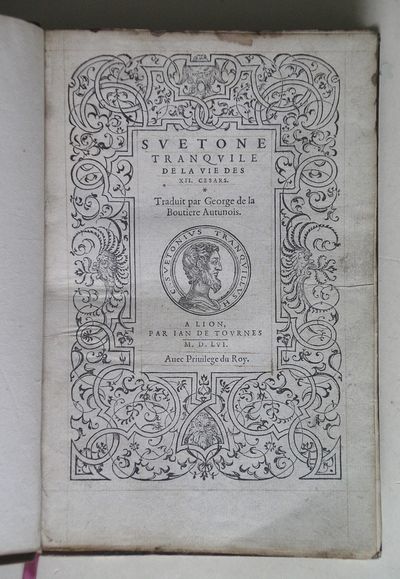 SVETONE
TRANQVILE
DE LA VIE DES
XII. CESARS.
*
Traduit par George de la
Boutiere Autunois.
C. SVETONIVS TRANQVILLVS
A LION,
PAR IAN DE TOVRNES
M. D. LVI.
Auec Priuilege du Roy.